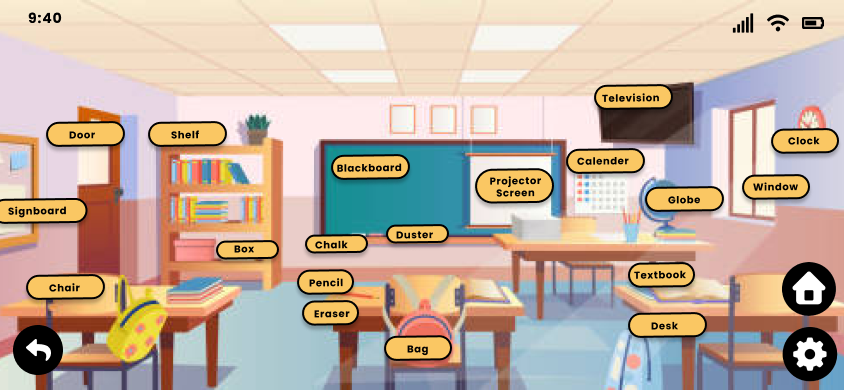 9:40
Television
Door
Shelf
Clock
Blackboard
Calender
Projector
Screen
Window
Globe
Signboard
Duster
Chalk
Box
Textbook
Pencil
Chair
Eraser
Desk
Bag